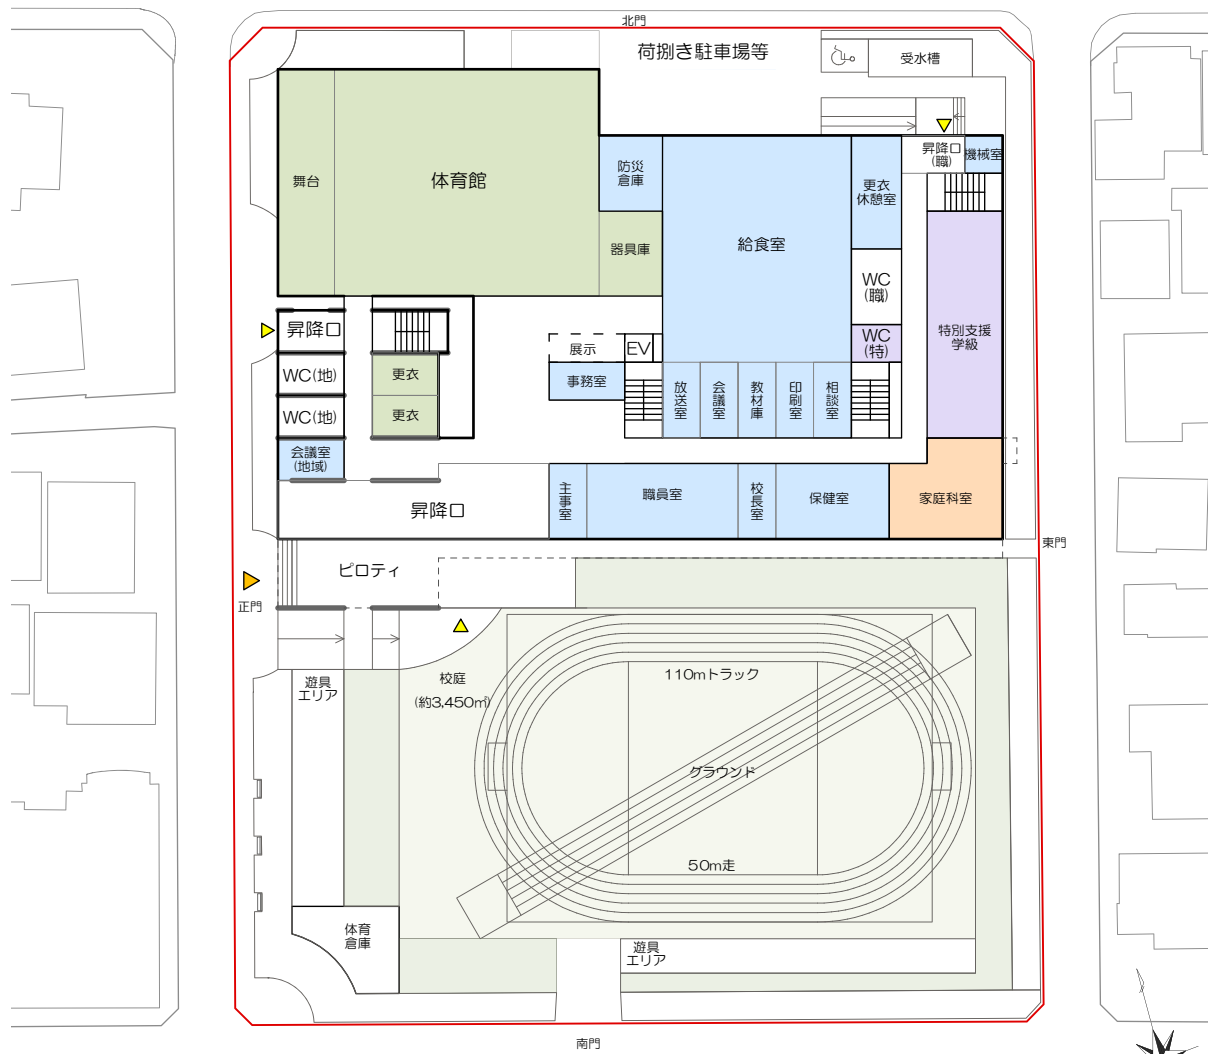 北門
荷捌き駐車場等
受水槽
昇降口
(職)
機械室
防災
倉庫
更衣
休憩室
舞台
体育館
器具庫
給食室
WC
(職)
昇降口
特別支援
学級
WC
(特)
展示
EV
WC(地)
更衣
事務室
放送室
会議室
教材庫
印刷室
相談室
WC(地)
更衣
会議室
(地域)
主事室
職員室
校長室
保健室
家庭科室
昇降口
東門
ピロティ
正門
遊具
エリア
校庭
(約3,450㎡)
110mトラック
グラウンド
50m走
体育
倉庫
遊具
エリア
南門